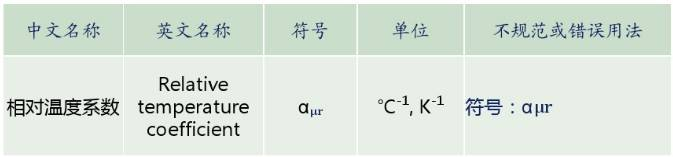 中文名称 英文名称 符号 单位 不规范或错误用法
相对温度系数 Relative temperature coefficient αμr ℃-1, K-1 符号：αμr